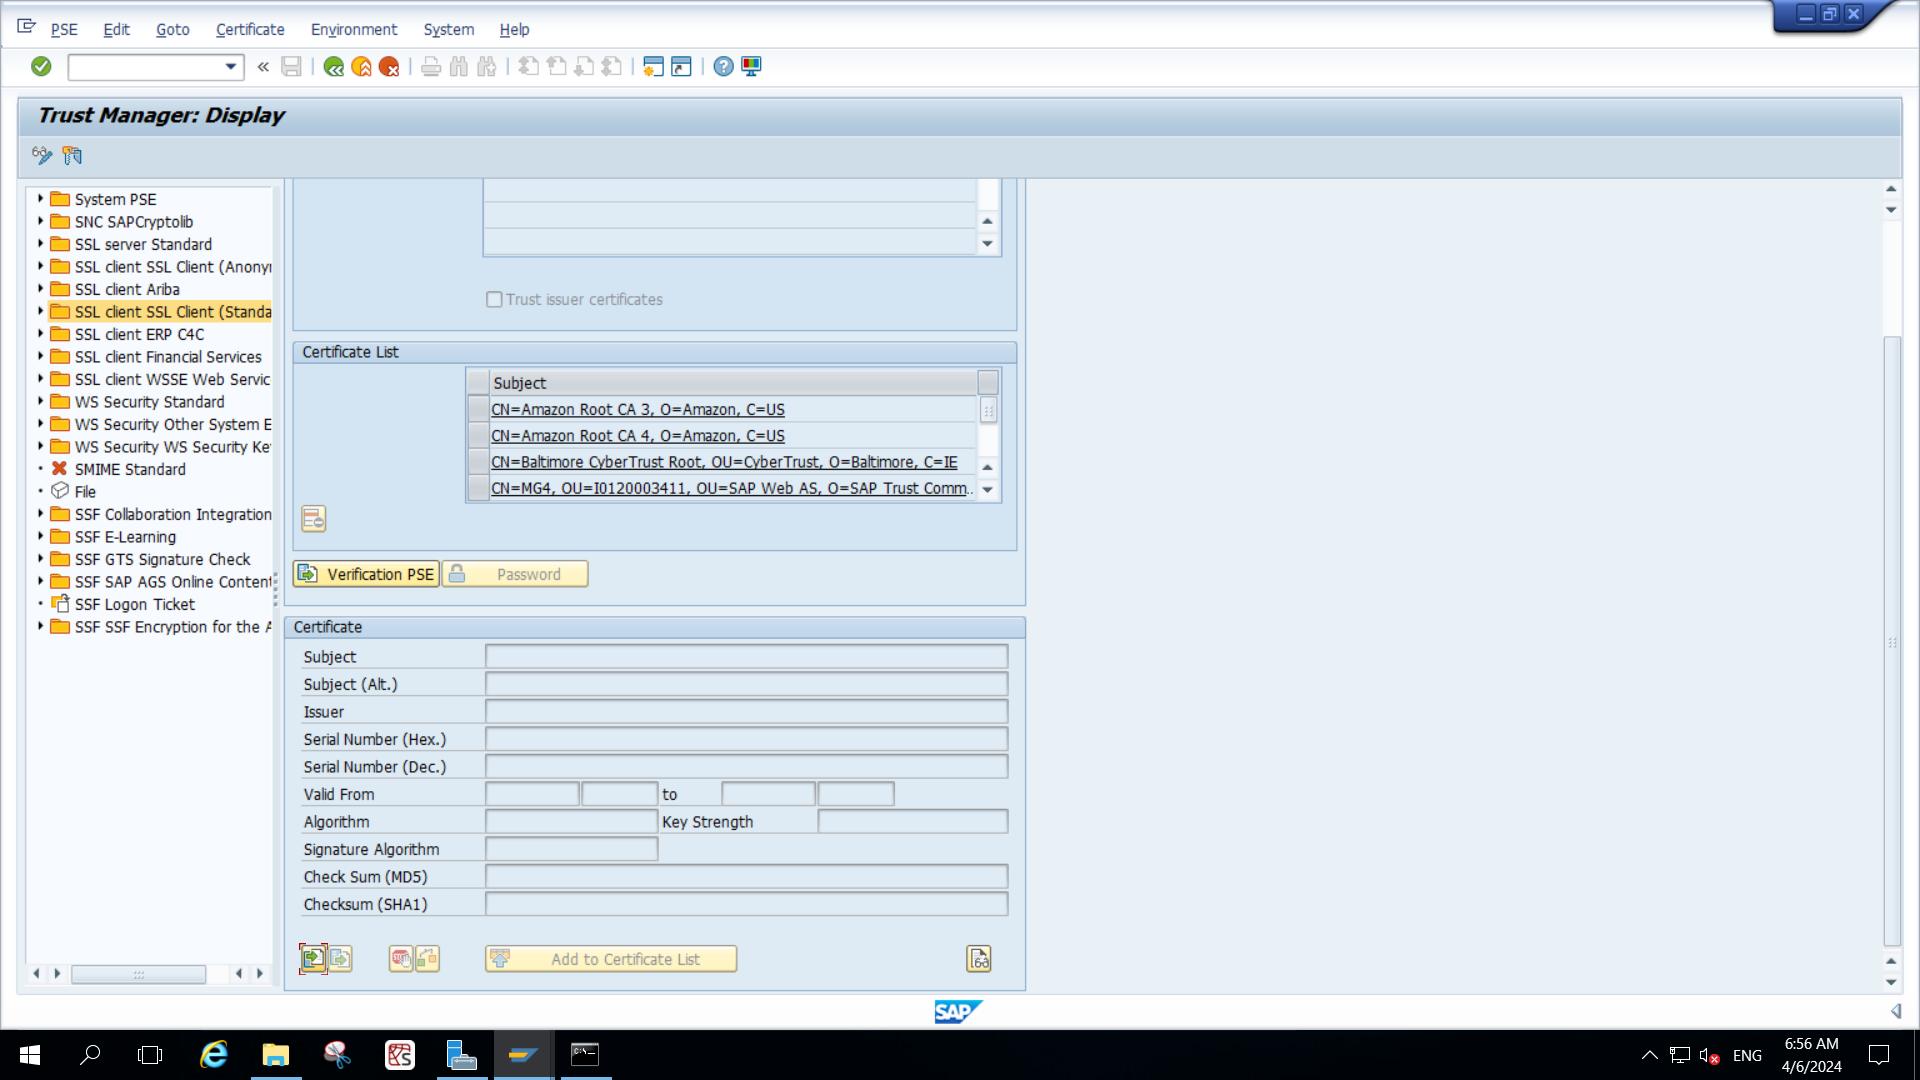 PSE Edit Goto Certificate Environment System Help
Trust Manager: Display
System PSE
SNC SAPCryptolib
SSL server Standard
SSL client SSL Client (Anony
SSL client Ariba
SSL client SSL Client (Standa
SSL client ERP C4C
SSL client Financial Services
SSL client WSSE Web Servic
WS Security Standard
WS Security Other System E
WS Security WS Security Ke
SMIME Standard
File
SSF Collaboration Integration
SSF E-Learning
SSF GTS Signature Check
SSF SAP AGS Online Content
SSF Logon Ticket
SSF SSF Encryption for the A
Trust issuer certificates
Certificate List
Subject
CN=Amazon Root CA 3, O=Amazon, C=US
CN=Amazon Root CA 4, O=Amazon, C=US
CN=Baltimore CyberTrust Root, OU=CyberTrust, O=Baltimore, C=IE
CN=MG4, OU=I0120003411, OU=SAP Web AS, O=SAP Trust Comm..
Verification PSE Password
Certificate
Subject
Subject (Alt.)
Issuer
Serial Number (Hex.)
Serial Number (Dec.)
Valid From to
Algorithm Key Strength
Signature Algorithm
Check Sum (MD5)
Checksum (SHA1)
Add to Certificate List
SAP
ENG
6:56 AM
4/6/2024